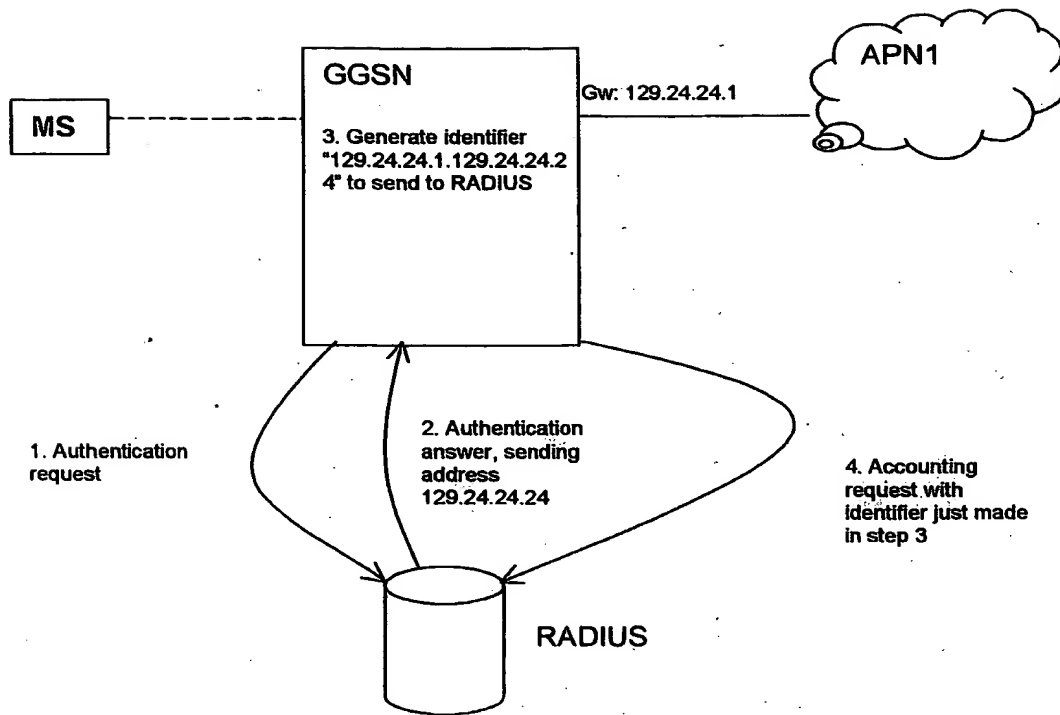 GGSN
APN1
Gw: 129.24.24.1
MS
3. Generate identifier
"129.24.24.1.129.24.24.2
4" to send to RADIUS
1. Authentication
request
2. Authentication
answer, sending
address
129.24.24.24
4. Accounting
request with
identifier just made
in step 3
RADIUS